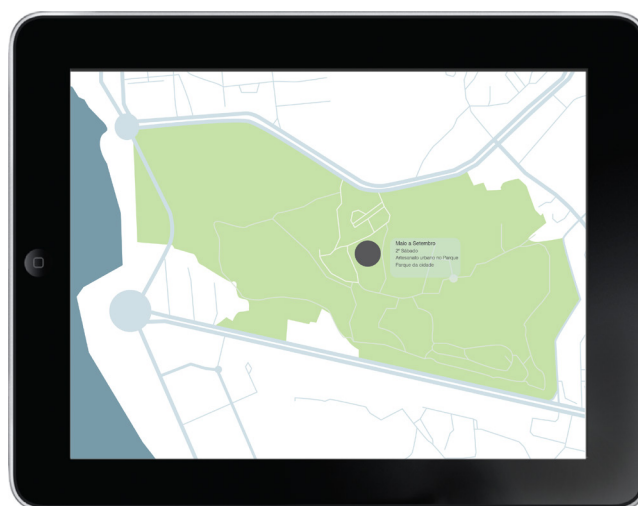 Maio a Setembro
2º Sábado
Artesanato urbano no Parque
Parque da cidade